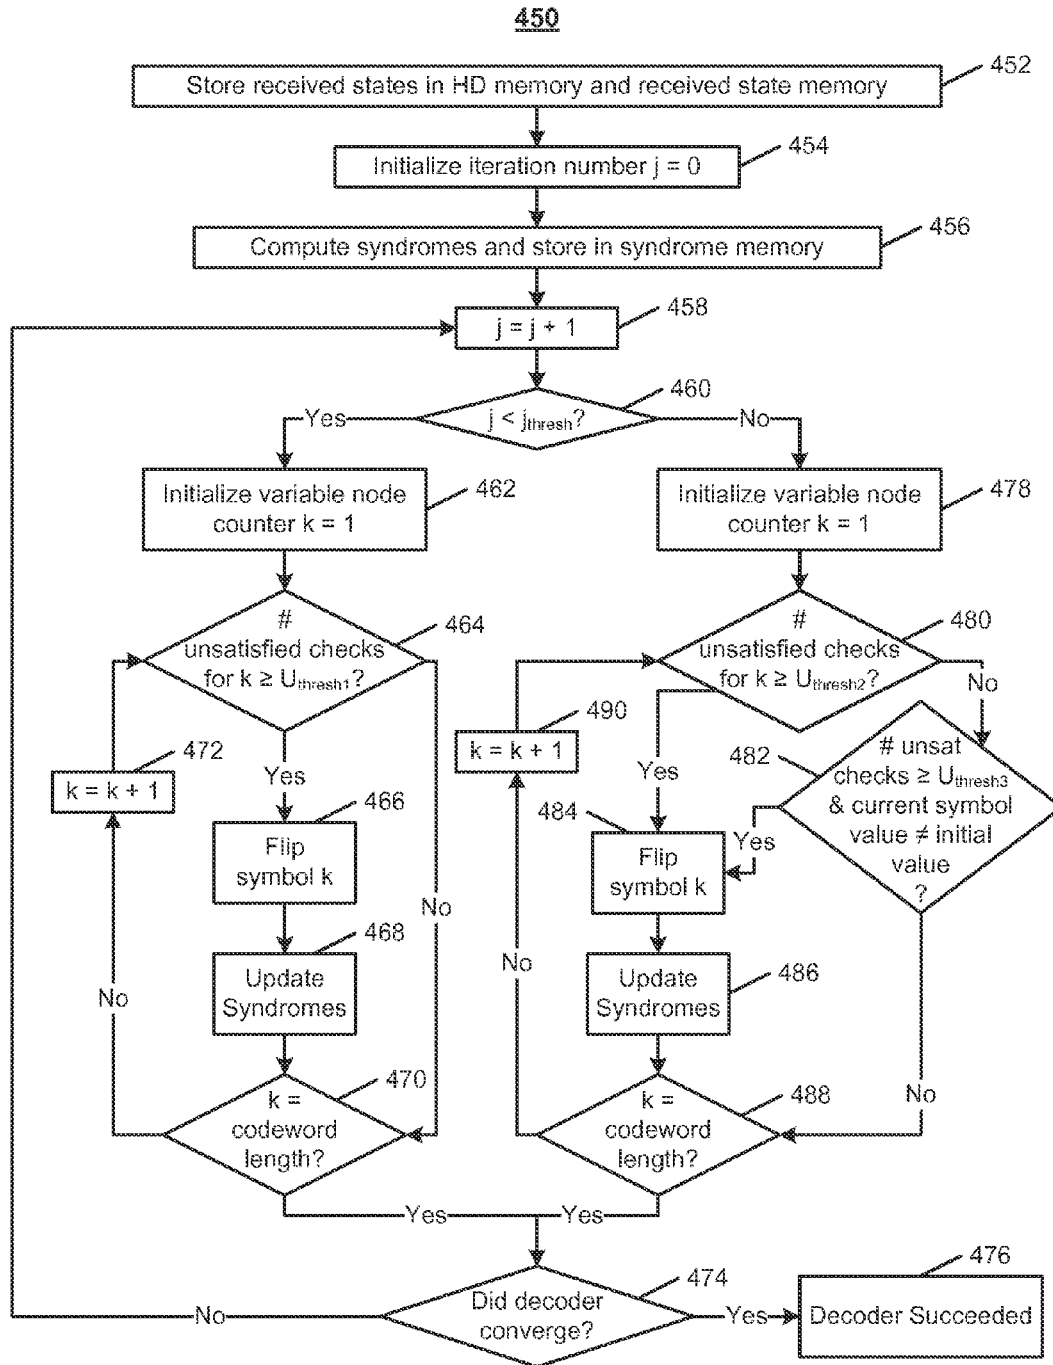 450
Store received states in HD memory and received state memory
452
Initialize iteration number j = 0
454
Compute syndromes and store in syndrome memory
456
j = j + 1
458
j < jthresh?
460
Yes
No
Initialize variable node
counter k = 1
462
Initialize variable node
counter k = 1
478
#
unsatisfied checks
for k ≥ Uthresh1?
464
#
unsatisfied checks
for k ≥ Uthresh2?
480
No
472
k = k + 1
Yes
490
k = k + 1
Yes
482
# unsat
checks ≥ Uthresh3
& current symbol
value ≠ initial
value
?
466
Flip
symbol k
No
484
Flip
symbol k
Yes
468
Update
Syndromes
No
Update
Syndromes
486
No
470
k =
codeword
length?
488
k =
codeword
length?
No
Yes
Yes
474
Did decoder
converge?
No
Yes
476
Decoder Succeeded